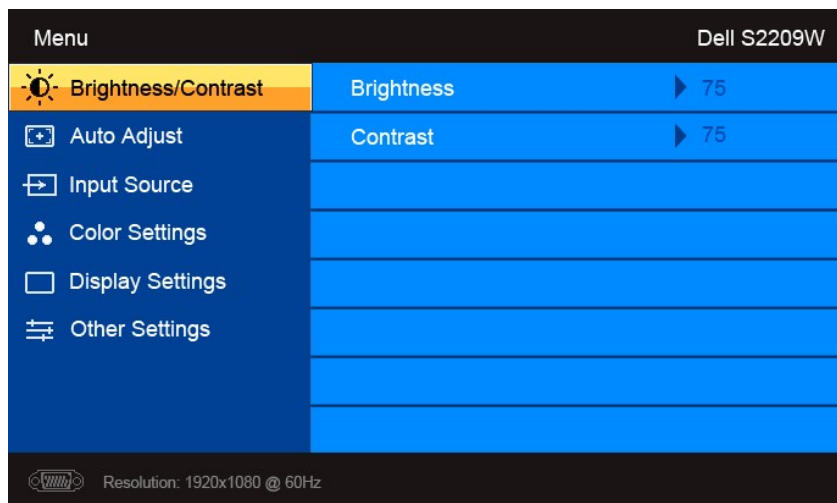 Menu Dell S2209W
Brightness/Contrast Brightness 75
Auto Adjust Contrast 75
Input Source
Color Settings
Display Settings
Other Settings
Resolution: 1920x1080 @ 60Hz